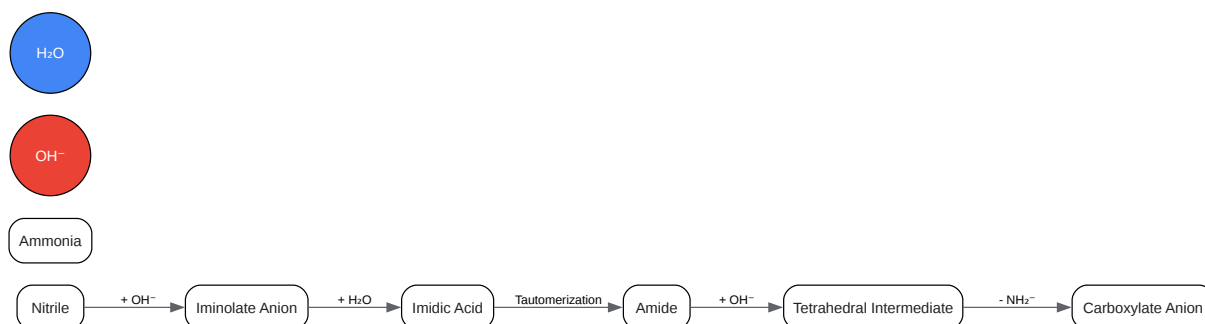 H₂O
OH⁻
Ammonia
Nitrile
+ OH⁻
Iminolate Anion
+ H₂O
Imidic Acid
Tautomerization
Amide
+ OH⁻
Tetrahedral Intermediate
- NH₂⁻
Carboxylate Anion